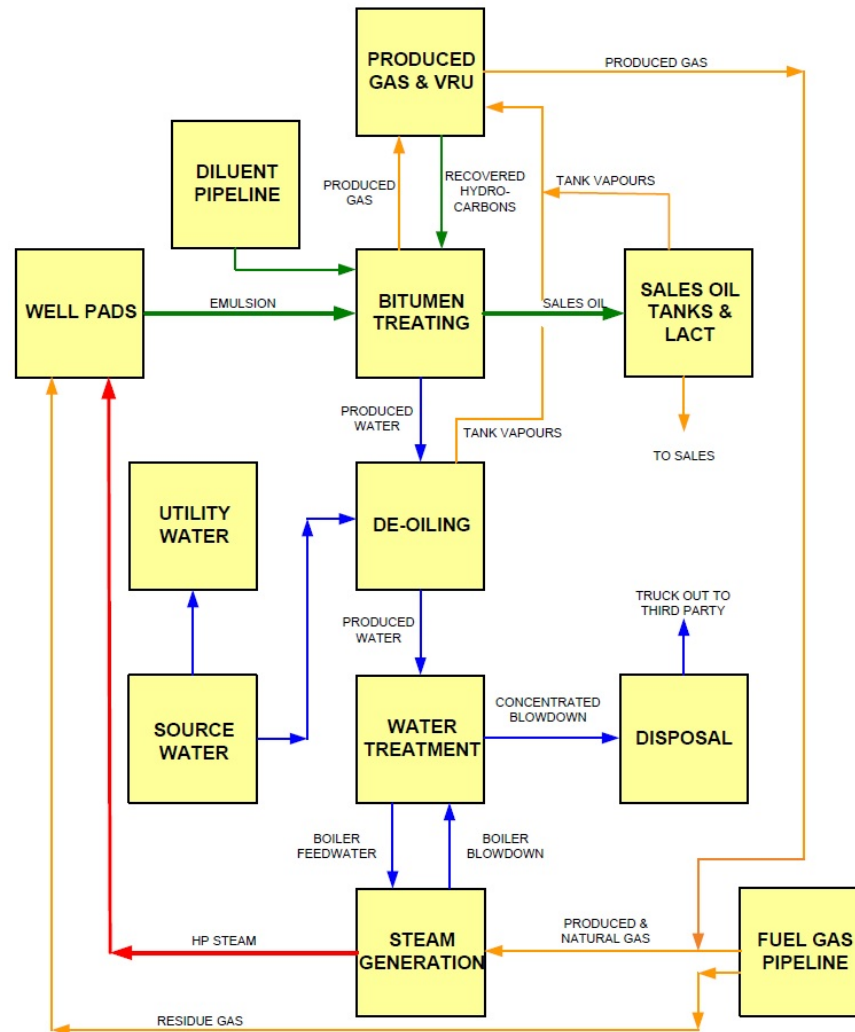 PRODUCED
GAS & VRU
PRODUCED GAS
DILUENT
PIPELINE
PRODUCED
GAS
RECOVERED
HYDRO-
CARBONS
TANK VAPOURS
WELL PADS
EMULSION
BITUMEN
TREATING
SALES OIL
SALES OIL
TANKS &
LACT
PRODUCED
WATER
TANK VAPOURS
TO SALES
UTILITY
WATER
DE-OILING
PRODUCED
WATER
TRUCK OUT TO
THIRD PARTY
SOURCE
WATER
WATER
TREATMENT
CONCENTRATED
BLOWDOWN
DISPOSAL
BOILER
FEEDWATER
BOILER
BLOWDOWN
HP STEAM
STEAM
GENERATION
PRODUCED &
NATURAL GAS
FUEL GAS
PIPELINE
RESIDUE GAS